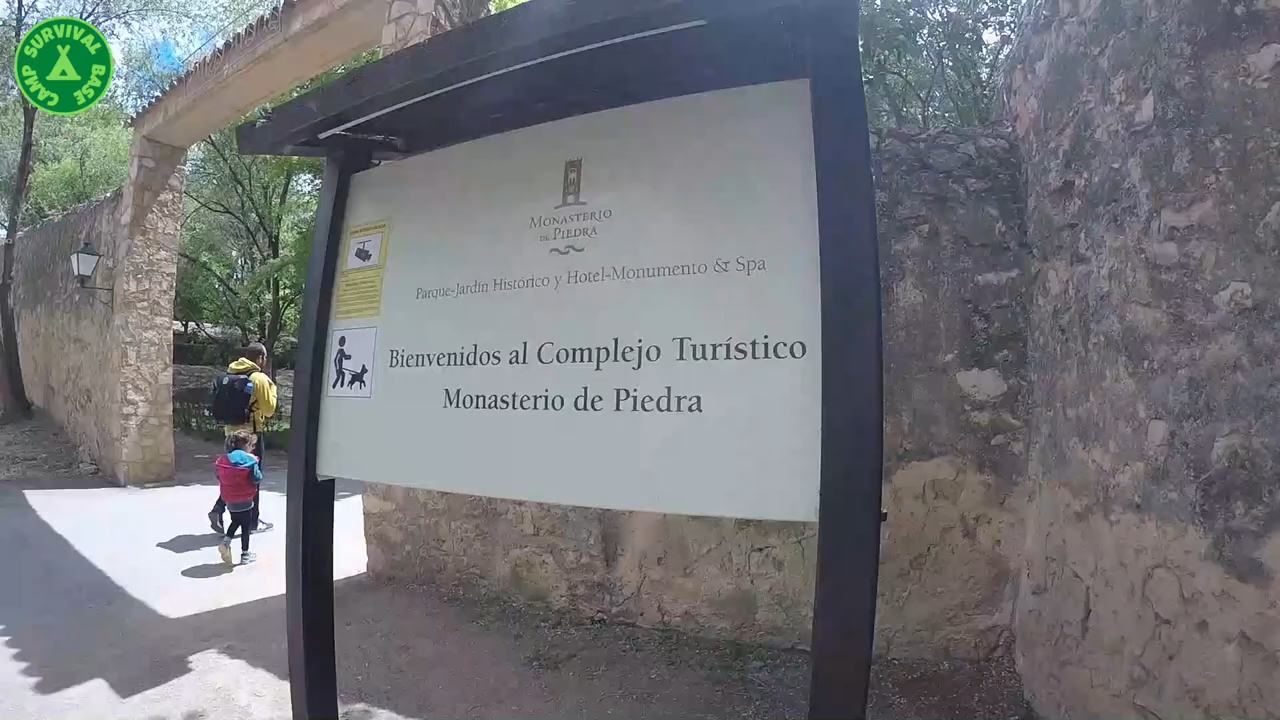 SURVIVAL
CAMP BASE
MONASTERIO
DE PIEDRA
Parque-Jardín Histórico y Hotel-Monumento & Spa
Bienvenidos al Complejo Turístico
Monasterio de Piedra